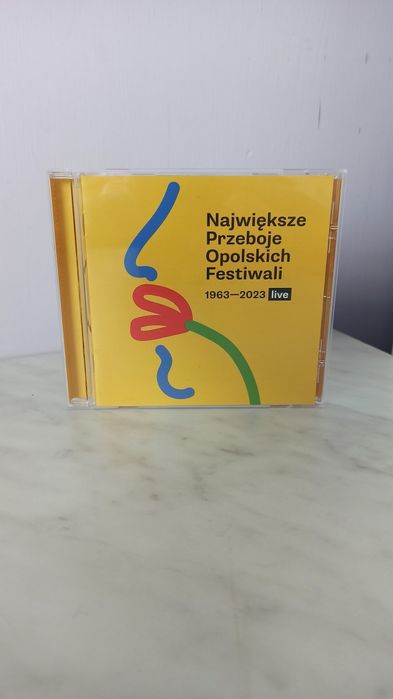 Największe
Przeboje
Opolskich
Festiwali
1963—2023 live